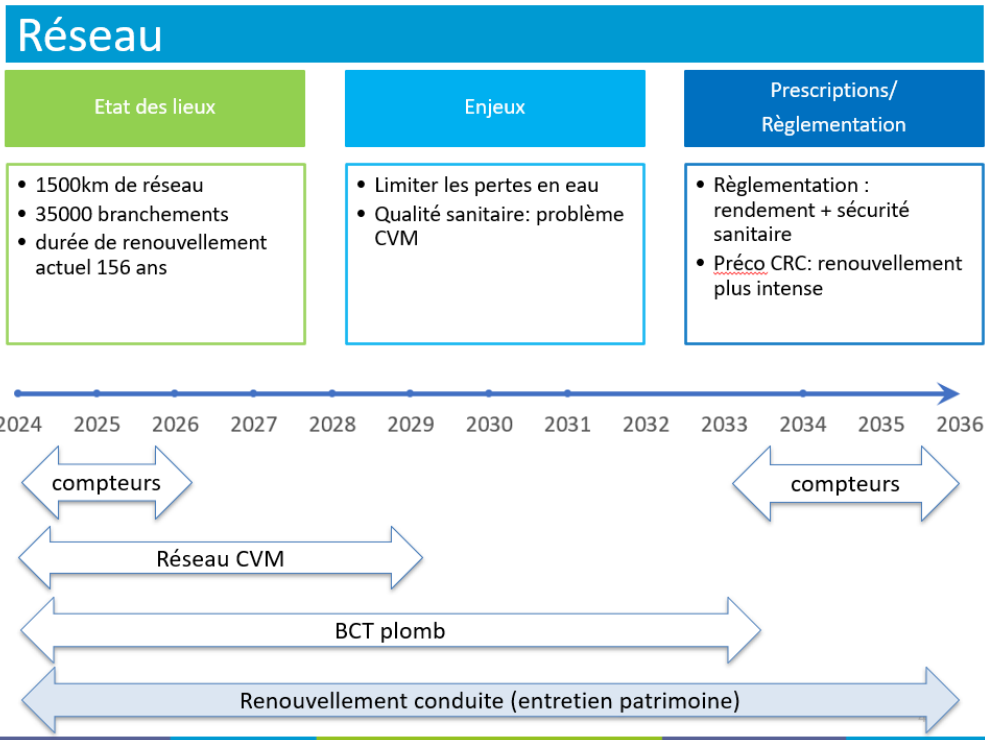 Réseau
Etat des lieux
• 1500km de réseau
• 35000 branchements
• durée de renouvellement
actuel 156 ans
Enjeux
• Limiter les pertes en eau
• Qualité sanitaire: problème
CVM
Prescriptions/
Règlementation
• Règlementation :
rendement + sécurité
sanitaire
• Préco CRC: renouvellement
plus intense
2024 2025 2026 2027 2028 2029 2030 2031 2032 2033 2034 2035 2036
compteurs compteurs
Réseau CVM
BCT plomb
Renouvellement conduite (entretien patrimoine)